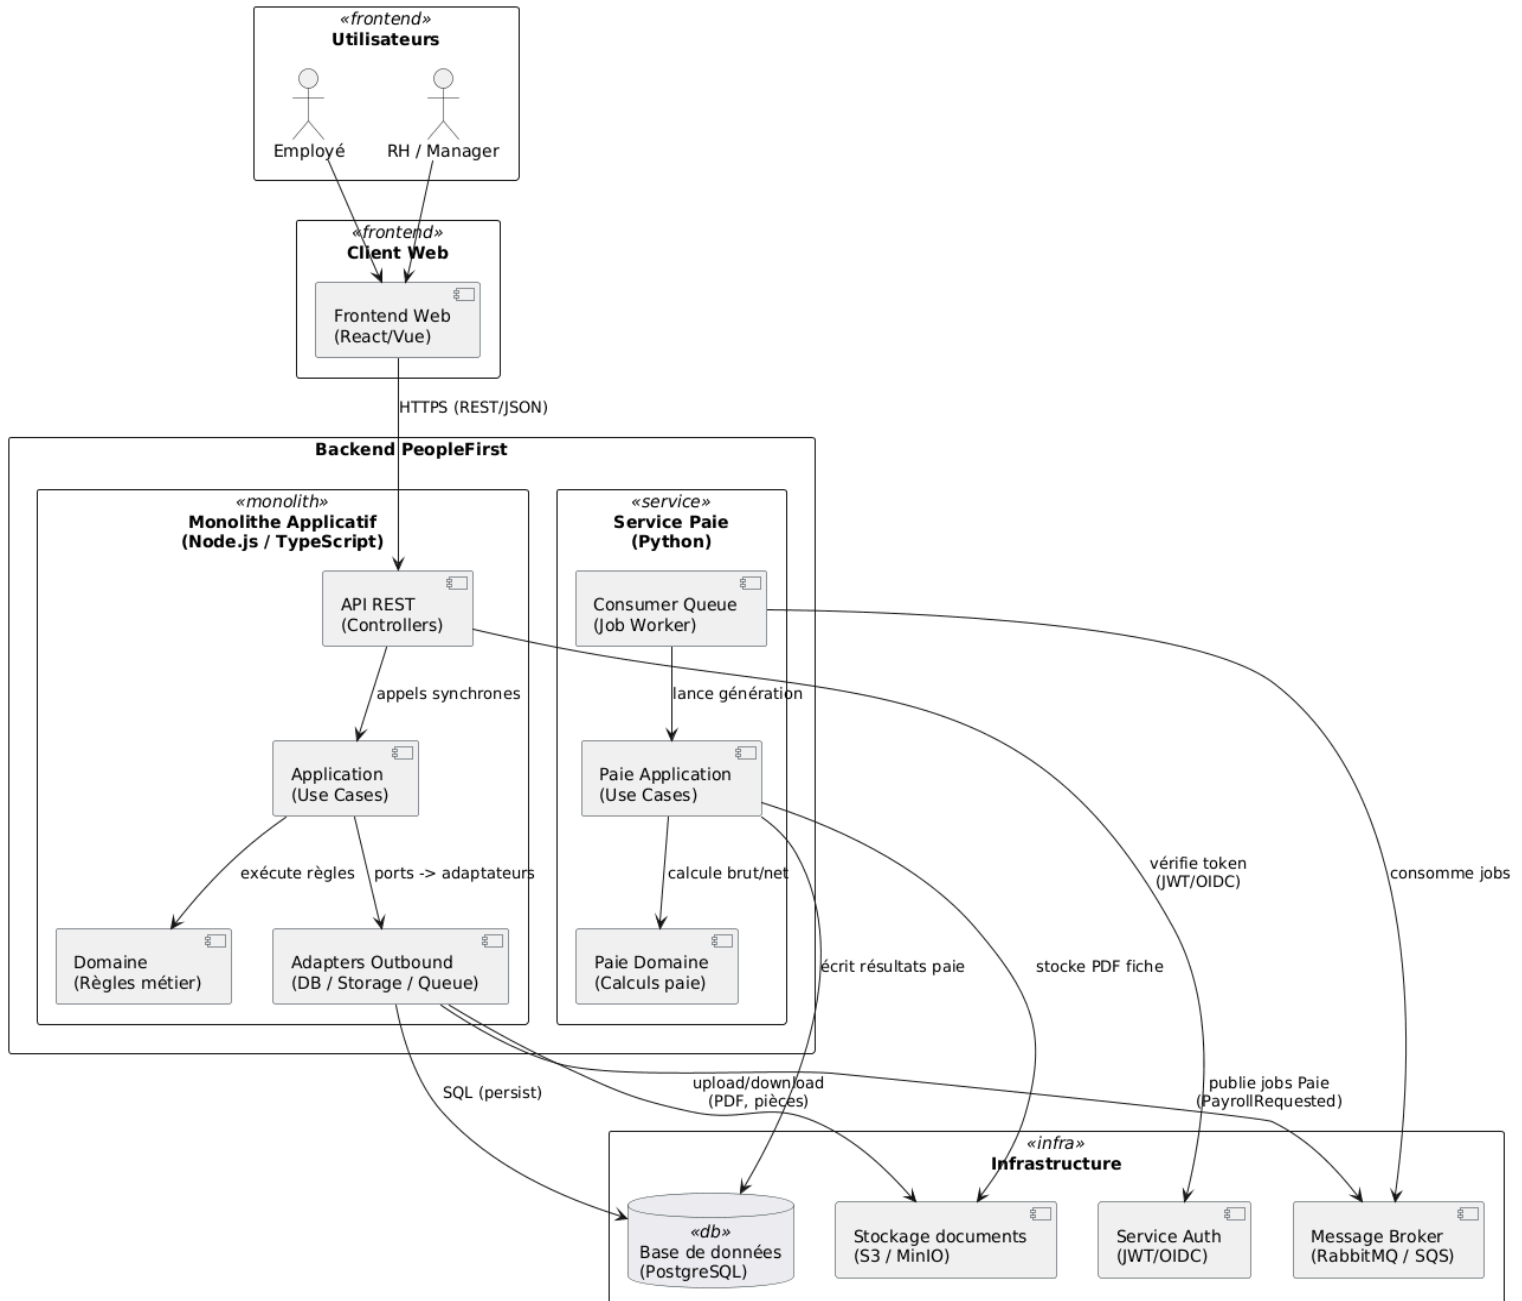 «frontend»
Utilisateurs
Employé
RH / Manager
«frontend»
Client Web
Frontend Web
(React/Vue)
HTTPS (REST/JSON)
Backend PeopleFirst
«monolith»
Monolithe Applicatif
(Node.js / TypeScript)
«service»
Service Paie
(Python)
API REST
(Controllers)
Consumer Queue
(Job Worker)
appels synchrones
lance génération
Application
(Use Cases)
Paie Application
(Use Cases)
exécute règles
ports -> adaptateurs
calcule brut/net
vérifie token
(JWT/OIDC)
consomme jobs
Domaine
(Règles métier)
Adapters Outbound
(DB / Storage / Queue)
Paie Domaine
(Calculs paie)
écrit résultats paie
stocke PDF fiche
SQL (persist)
upload/download
(PDF, pièces)
publie jobs Paie
(PayrollRequested)
«infra»
Infrastructure
«db»
Base de données
(PostgreSQL)
Stockage documents
(S3 / MinIO)
Service Auth
(JWT/OIDC)
Message Broker
(RabbitMQ / SQS)